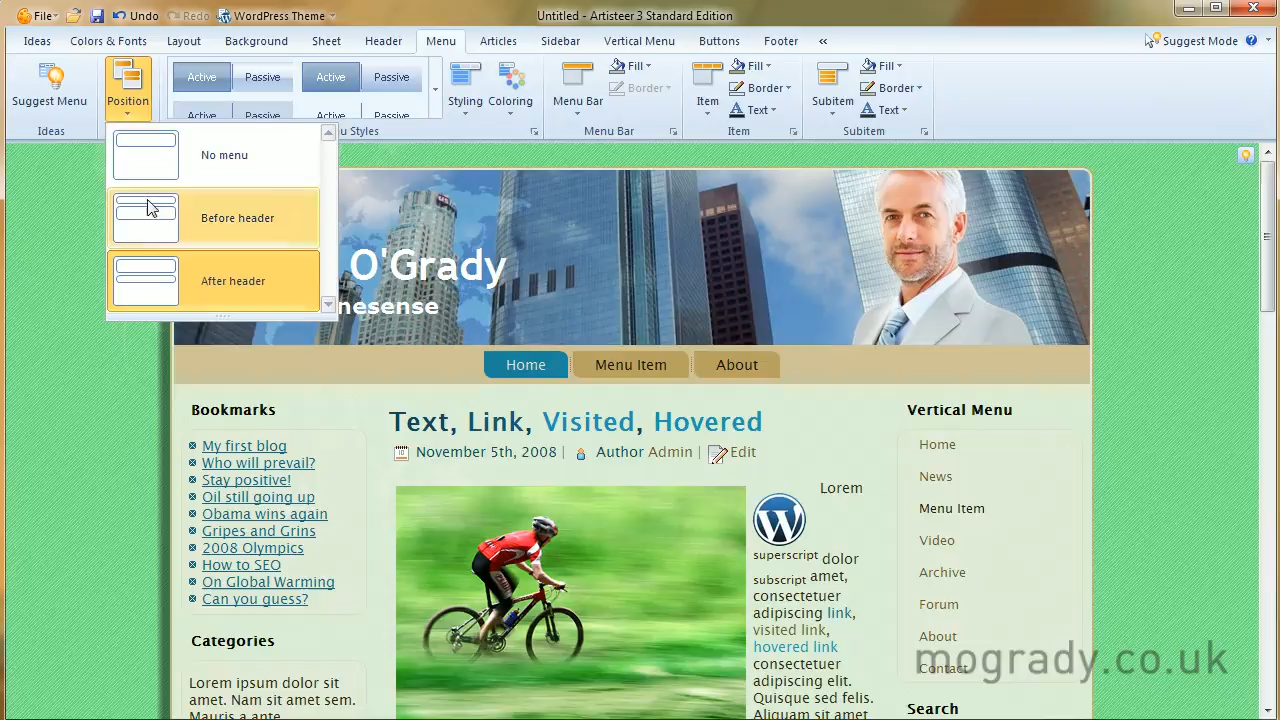 File
Undo
Redo
WordPress Theme
Untitled - Artisteer 3 Standard Edition
Ideas
Colors & Fonts
Layout
Background
Sheet
Header
Menu
Articles
Sidebar
Vertical Menu
Buttons
Footer
Suggest Mode
Suggest Menu
Position
Active
Passive
Active
Passive
Active
Passive
Active
Passive
Styling
Coloring
Menu Bar
Fill
Border
Item
Fill
Border
Text
Subitem
Fill
Border
Text
Ideas
Styles
Menu Bar
Item
Subitem
No menu
Before header
After header
O'Grady
nesense
Home
Menu Item
About
Bookmarks
My first blog
Who will prevail?
Stay positive!
Oil still going up
Obama wins again
Gripes and Grins
2008 Olympics
How to SEO
On Global Warming
Can you guess?
Categories
Lorem ipsum dolor sit
amet. Nam sit amet sem.
Mauris a ante
Text, Link, Visited, Hovered
November 5th, 2008 | Author Admin | Edit
Lorem
superscript dolor
subscript amet,
consectetuer
adipiscing link,
visited link,
hovered link
consectetuer
adipiscing elit.
Quisque sed felis.
Aliquam sit amet
Vertical Menu
Home
News
Menu Item
Video
Archive
Forum
About
Contact
Search
mogrady.co.uk